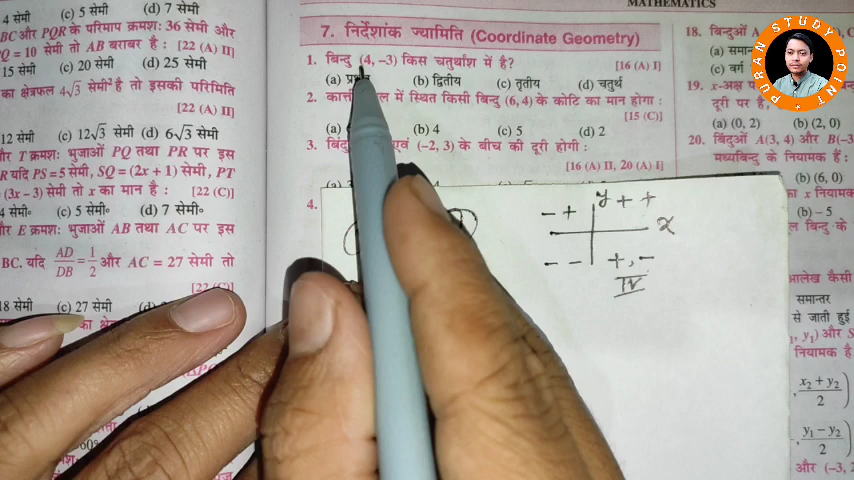 4 सेमी (c) 5 सेमी (d) 7 सेमी
BC और PQR के परिमाप क्रमशः 36 सेमी और
PQ = 10 सेमी तो AB बराबर है : [22 (A) II]
15 सेमी (c) 20 सेमी (d) 25 सेमी
का क्षेत्रफल 4√3 सेमी² है तो इसकी परिमिति
[22 (A) II]
12 सेमी (c) 12√3 सेमी (d) 6√3 सेमी
और T क्रमशः भुजाओं PQ तथा PR पर इस
R यदि PS = 5 सेमी, SQ = (2x + 1) सेमी, PT
(3x − 3) सेमी तो x का मान है : [22 (C)]
4 सेमी॰ (c) 5 सेमी॰ (d) 7 सेमी॰
और E क्रमशः भुजाओं AB तथा AC पर इस
BC. यदि AD/DB = 1/2 और AC = 27 सेमी तो
[22 (C)]
18 सेमी (c) 27 सेमी
60°
7. निर्देशांक ज्यामिति (Coordinate Geometry)
1. बिन्दु (4, −3) किस चतुर्थांश में है?
[16 (A) I]
(b) द्वितीय (c) तृतीय (d) चतुर्थ
2. में स्थित किसी बिन्दु (6, 4) के कोटि का मान होगा :
[15 (C)]
(b) 4 (c) 5 (d) 2
3. एवं (−2, 3) के बीच की दूरी होगी :
[16 (A) II, 20 (A) I]
4.
y
− + + +
x
− − +, −
IV
MATHEMATICS
18. बिन्दुओं A
(a) समान
(c) वर्ग
19. x-अक्ष प
दूरी पर है,
(a) (0, 2) (b) (2, 0)
20. बिंदुओं A(3, 4) और B(−3
मध्यबिन्दु के नियामक हैं :
(b) (6, 0)
का x नियामक
(b) − 5
बिन्दु के
आलेख कैसी
समान्तर
से जाती हुई
, y₁) और S
नियामक है
, x₂ + y₂/2)
, y₁ − y₂/2)
और (−3, 2
PURAN STUDY POINT